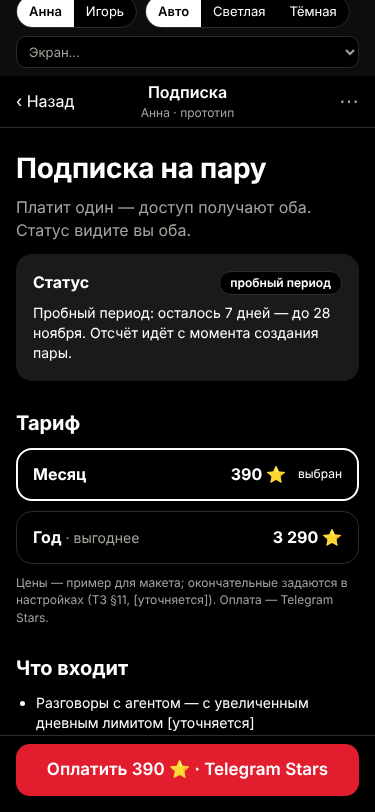 Анна Игорь Авто Светлая Тёмная
Экран...
‹ Назад
Подписка
Анна · прототип
...
Подписка на пару
Платит один — доступ получают оба.
Статус видите вы оба.
Статус пробный период
Пробный период: осталось 7 дней — до 28
ноября. Отсчёт идёт с момента создания
пары.
Тариф
Месяц 390 ⭐ выбран
Год · выгоднее 3 290 ⭐
Цены — пример для макета; окончательные задаются в
настройках (ТЗ §11, [уточняется]). Оплата — Telegram
Stars.
Что входит
• Разговоры с агентом — с увеличенным
дневным лимитом [уточняется]
Оплатить 390 ⭐ · Telegram Stars